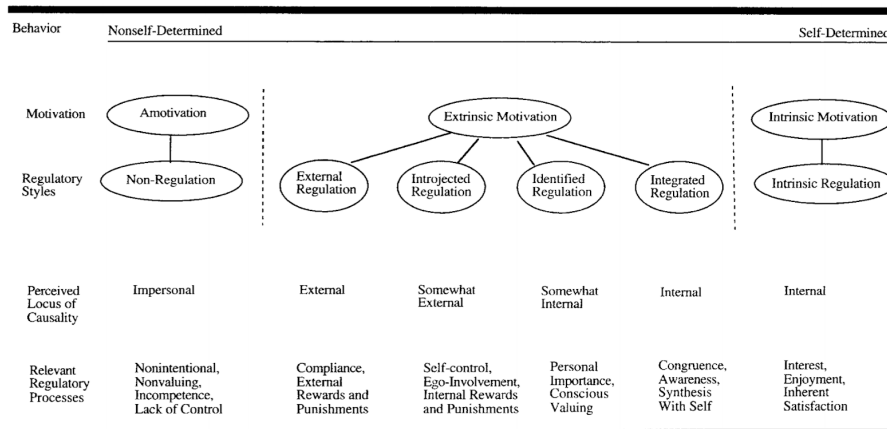 Behavior Nonself-Determined Self-Determined
Motivation Amotivation Extrinsic Motivation Intrinsic Motivation
Regulatory
Styles
Non-Regulation
External
Regulation
Introjected
Regulation
Identified
Regulation
Integrated
Regulation
Intrinsic Regulation
Perceived
Locus of
Causality
Impersonal
External
Somewhat
External
Somewhat
Internal
Internal
Internal
Relevant
Regulatory
Processes
Nonintentional,
Nonvaluing,
Incompetence,
Lack of Control
Compliance,
External
Rewards and
Punishments
Self-control,
Ego-Involvement,
Internal Rewards
and Punishments
Personal
Importance,
Conscious
Valuing
Congruence,
Awareness,
Synthesis
With Self
Interest,
Enjoyment,
Inherent
Satisfaction